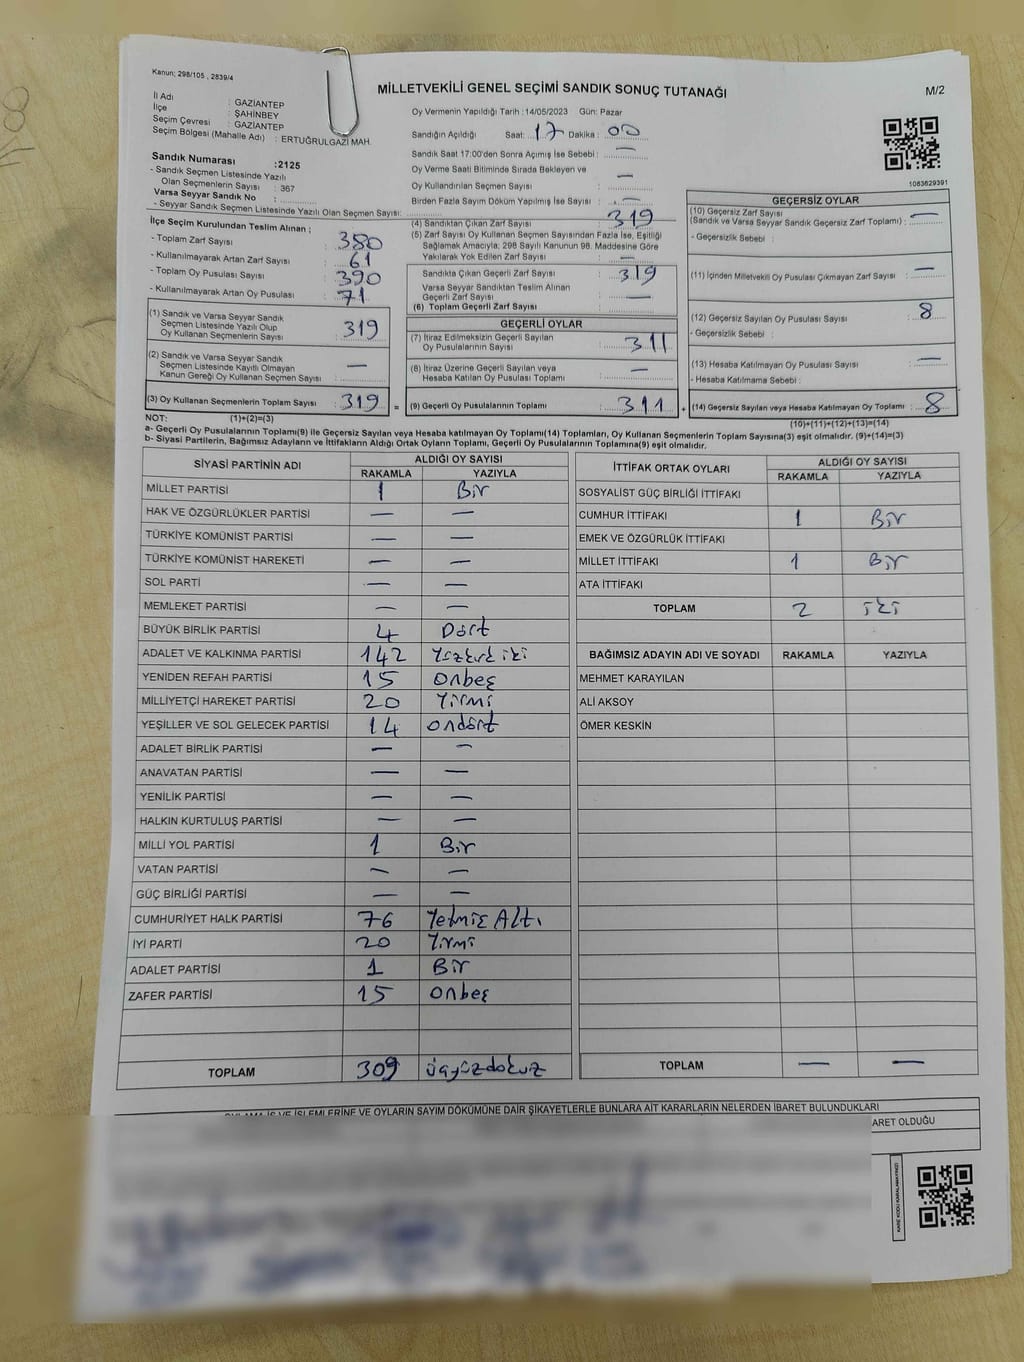 Kanun; 298/105 , 2839/4
MİLLETVEKİLİ GENEL SEÇİMİ SANDIK SONUÇ TUTANAĞI
M/2
İl Adı : GAZİANTEP
İlçe : ŞAHİNBEY
Seçim Çevresi : GAZİANTEP
Seçim Bölgesi (Mahalle Adı) : ERTUĞRULGAZİ MAH.
Sandık Numarası :2125
- Sandık Seçmen Listesinde Yazılı
Olan Seçmenlerin Sayısı : 367
Varsa Seyyar Sandık No :
- Seyyar Sandık Seçmen Listesinde Yazılı Olan Seçmen Sayısı:
Oy Vermenin Yapıldığı Tarih : 14/05/2023 Gün: Pazar
Sandığın Açıldığı Saat: 17 Dakika : 00
Sandık Saat 17:00'den Sonra Açımış İse Sebebi : —
Oy Verme Saati Bitiminde Sırada Bekleyen ve
Oy Kullandırılan Seçmen Sayısı : —
Birden Fazla Sayım Döküm Yapılmış İse Sayısı : —
1083629391
İlçe Seçim Kurulundan Teslim Alınan ;
- Toplam Zarf Sayısı : 380
- Kullanılmayarak Artan Zarf Sayısı : 61
- Toplam Oy Pusulası Sayısı : 390
- Kullanılmayarak Artan Oy Pusulası : 71
(1) Sandık ve Varsa Seyyar Sandık
Seçmen Listesinde Yazılı Olup
Oy Kullanan Seçmenlerin Sayısı : 319
(2) Sandık ve Varsa Seyyar Sandık
Seçmen Listesinde Kayıtlı Olmayan
Kanun Gereği Oy Kullanan Seçmen Sayısı : —
(3) Oy Kullanan Seçmenlerin Toplam Sayısı : 319 =
(4) Sandıktan Çıkan Zarf Sayısı : 319
(5) Zarf Sayısı Oy Kullanan Seçmen Sayısından Fazla İse, Eşitliği
Sağlamak Amacıyla; 298 Sayılı Kanunun 98. Maddesine Göre
Yakılarak Yok Edilen Zarf Sayısı : —
Sandıkta Çıkan Geçerli Zarf Sayısı : 319
Varsa Seyyar Sandıktan Teslim Alınan
Geçerli Zarf Sayısı : —
(6) Toplam Geçerli Zarf Sayısı :
GEÇERLİ OYLAR
(7) İtiraz Edilmeksizin Geçerli Sayılan
Oy Pusulalarının Sayısı : 311
(8) İtiraz Üzerine Geçerli Sayılan veya
Hesaba Katılan Oy Pusulası Toplamı : —
(9) Geçerli Oy Pusulalarının Toplamı : 311 +
GEÇERSİZ OYLAR
(10) Geçersiz Zarf Sayısı
(Sandık ve Varsa Seyyar Sandık Geçersiz Zarf Toplamı) : —
- Geçersizlik Sebebi :
(11) İçinden Milletvekili Oy Pusulası Çıkmayan Zarf Sayısı : —
(12) Geçersiz Sayılan Oy Pusulası Sayısı : 8
- Geçersizlik Sebebi :
(13) Hesaba Katılmayan Oy Pusulası Sayısı : —
- Hesaba Katılmama Sebebi :
(14) Geçersiz Sayılan veya Hesaba Katılmayan Oy Toplamı : 8
NOT: (1)+(2)=(3) (10)+(11)+(12)+(13)=(14)
a- Geçerli Oy Pusulalarının Toplamı(9) ile Geçersiz Sayılan veya Hesaba katılmayan Oy Toplamı(14) Toplamları, Oy Kullanan Seçmenlerin Toplam Sayısına(3) eşit olmalıdır. (9)+(14)=(3)
b- Siyasi Partilerin, Bağımsız Adayların ve İttifakların Aldığı Ortak Oyların Toplamı, Geçerli Oy Pusulalarının Toplamına(9) eşit olmalıdır.
SİYASİ PARTİNİN ADI ALDIĞI OY SAYISI
RAKAMLA YAZIYLA
MİLLET PARTİSİ 1 Bir
HAK VE ÖZGÜRLÜKLER PARTİSİ — —
TÜRKİYE KOMÜNİST PARTİSİ — —
TÜRKİYE KOMÜNİST HAREKETİ — —
SOL PARTİ — —
MEMLEKET PARTİSİ — —
BÜYÜK BİRLİK PARTİSİ 4 Dört
ADALET VE KALKINMA PARTİSİ 142
YENİDEN REFAH PARTİSİ 15 Onbeş
MİLLİYETÇİ HAREKET PARTİSİ 20 Yirmi
YEŞİLLER VE SOL GELECEK PARTİSİ 14 Ondört
ADALET BİRLİK PARTİSİ — —
ANAVATAN PARTİSİ — —
YENİLİK PARTİSİ — —
HALKIN KURTULUŞ PARTİSİ — —
MİLLİ YOL PARTİSİ 1 Bir
VATAN PARTİSİ — —
GÜÇ BİRLİĞİ PARTİSİ — —
CUMHURİYET HALK PARTİSİ 76 Yetmiş Altı
İYİ PARTİ 20 Yirmi
ADALET PARTİSİ 1 Bir
ZAFER PARTİSİ 15 Onbeş
TOPLAM 309 üçyüzdokuz
İTTİFAK ORTAK OYLARI ALDIĞI OY SAYISI
RAKAMLA YAZIYLA
SOSYALİST GÜÇ BİRLİĞİ İTTİFAKI
CUMHUR İTTİFAKI 1 Bir
EMEK VE ÖZGÜRLÜK İTTİFAKI
MİLLET İTTİFAKI 1 Bir
ATA İTTİFAKI
TOPLAM 2 iki
BAĞIMSIZ ADAYIN ADI VE SOYADI RAKAMLA YAZIYLA
MEHMET KARAYILAN
ALİ AKSOY
ÖMER KESKİN
TOPLAM — —
OYLAMA İŞ VE İŞLEMLERİNE VE OYLARIN SAYIM DÖKÜMÜNE DAİR ŞİKAYETLERLE BUNLARA AİT KARARLARIN NELERDEN İBARET BULUNDUKLARI
ARET OLDUĞU
KARE KODU KARALAMAYINIZ!